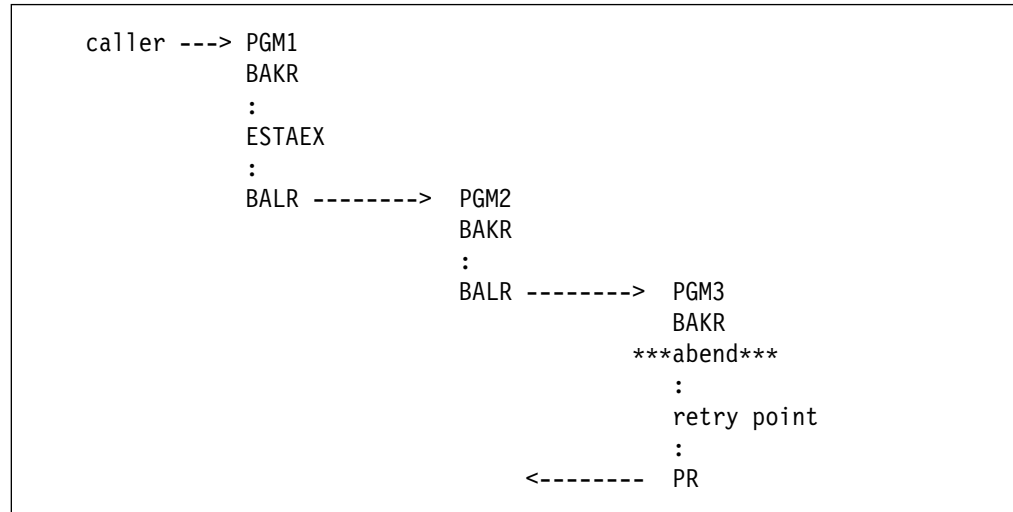 caller ---> PGM1
BAKR
:
ESTAEX
:
BALR --------> PGM2
BAKR
:
BALR --------> PGM3
BAKR
***abend***
:
retry point
:
<-------- PR